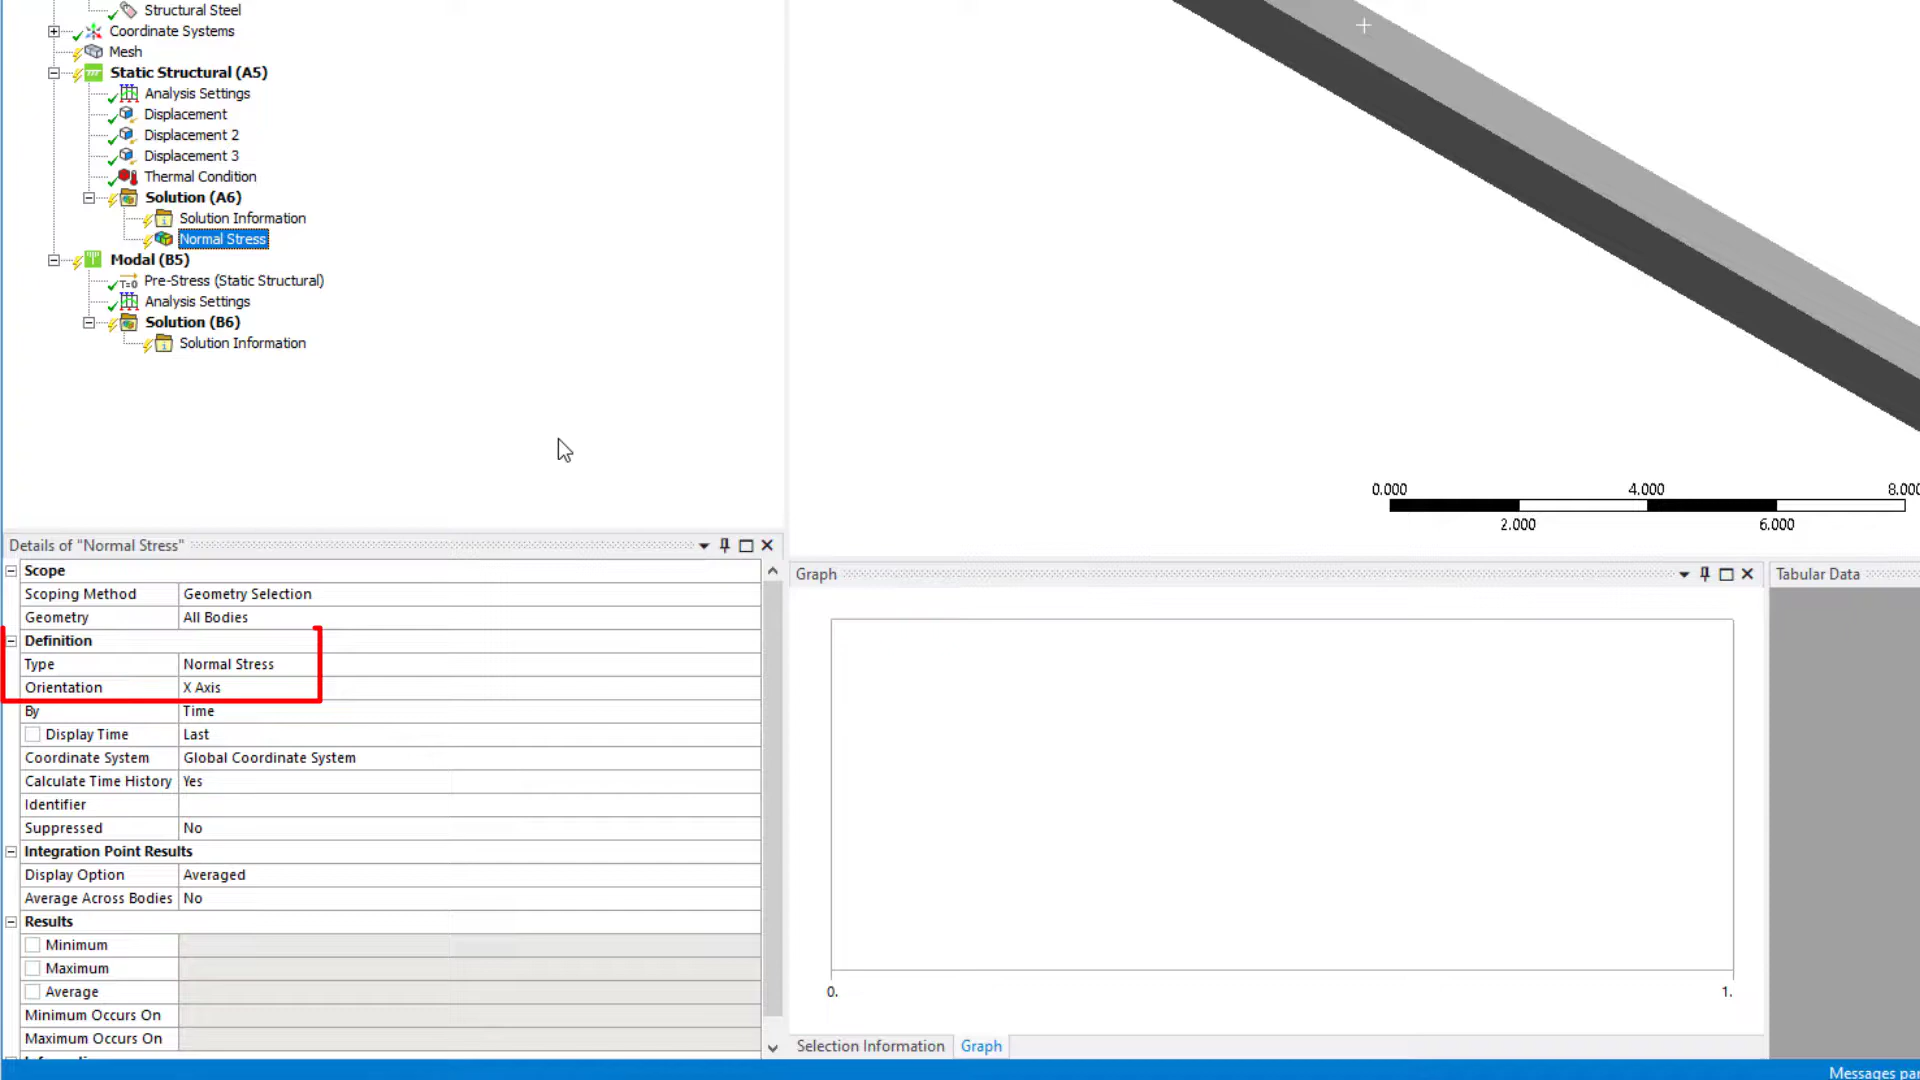 Structural Steel
Coordinate Systems
Mesh
Static Structural (A5)
Analysis Settings
Displacement
Displacement 2
Displacement 3
Thermal Condition
Solution (A6)
Solution Information
Normal Stress
Modal (B5)
T=0 Pre-Stress (Static Structural)
Analysis Settings
Solution (B6)
Solution Information
0.000 4.000 8.000
2.000 6.000
Details of "Normal Stress"
Scope
Scoping Method Geometry Selection
Geometry All Bodies
Definition
Type Normal Stress
Orientation X Axis
By Time
Display Time Last
Coordinate System Global Coordinate System
Calculate Time History Yes
Identifier
Suppressed No
Integration Point Results
Display Option Averaged
Average Across Bodies No
Results
Minimum
Maximum
Average
Minimum Occurs On
Maximum Occurs On
Graph
0. 1.
Selection Information Graph
Tabular Data
Messages